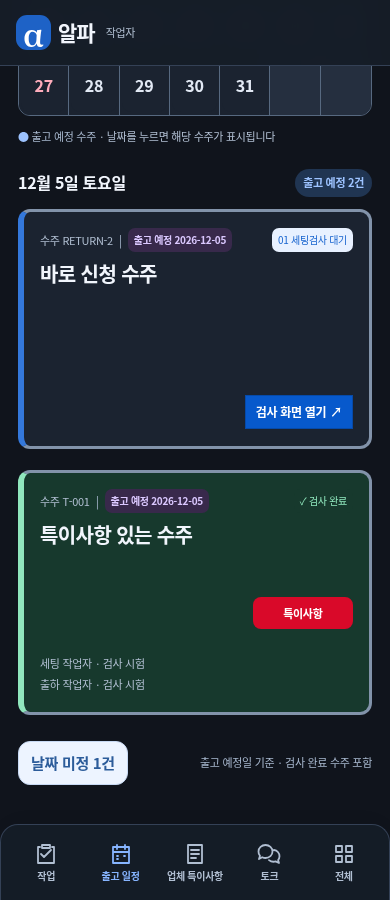 α 알파 작업자
27 28 29 30 31
출고 예정 수주 · 날짜를 누르면 해당 수주가 표시됩니다
12월 5일 토요일 출고 예정 2건
수주 RETURN-2 | 출고 예정 2026-12-05 01 세팅검사 대기
바로 신청 수주
검사 화면 열기 ↗
수주 T-001 | 출고 예정 2026-12-05 ✓ 검사 완료
특이사항 있는 수주
특이사항
세팅 작업자 · 검사 시험
출하 작업자 · 검사 시험
날짜 미정 1건 출고 예정일 기준 · 검사 완료 수주 포함
작업 출고 일정 업체 특이사항 토크 전체